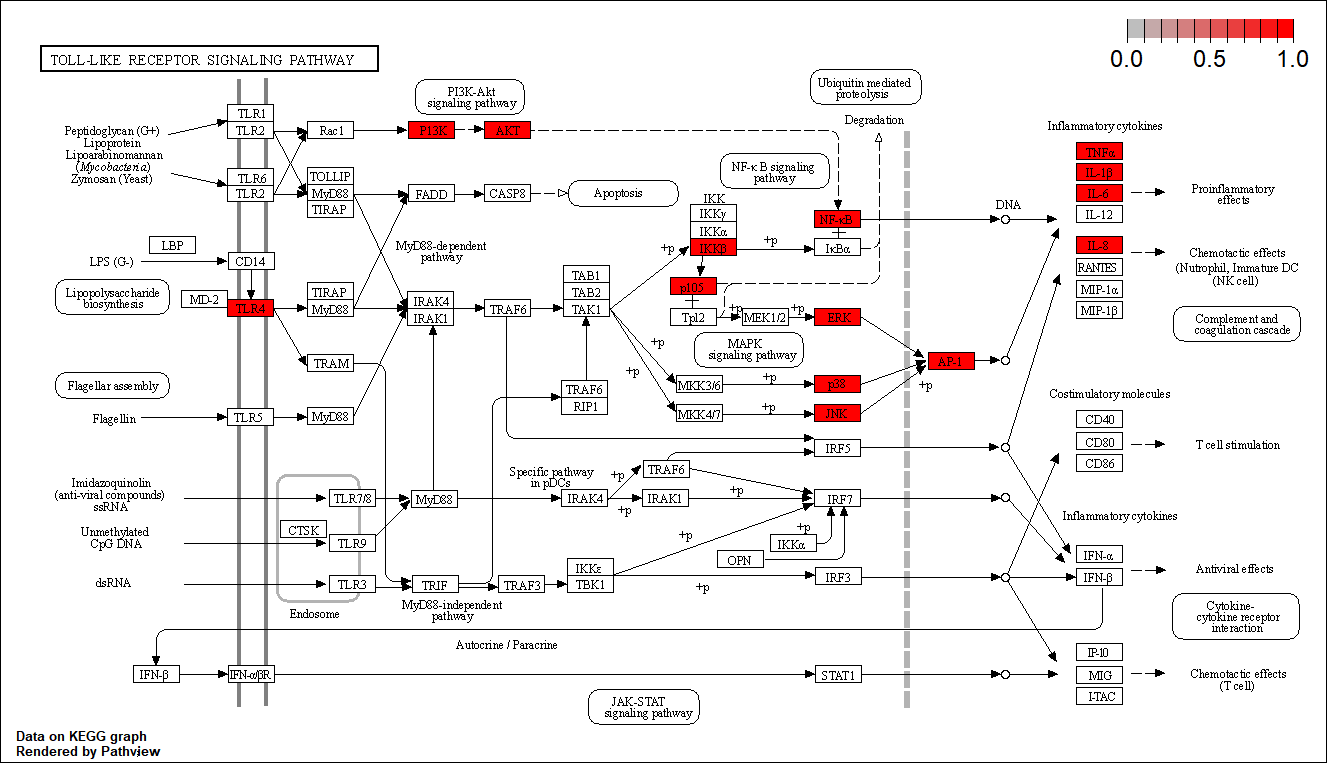 0.0 0.5 1.0
TOLL-LIKE RECEPTOR SIGNALING PATHWAY
PI3K-Akt
signaling pathway
Ubiquitin mediated
proteolysis
Degradation
Peptidoglycan (G+)
Lipoprotein
Lipoarabinomannan
(Mycobacteria)
Zymosan (Yeast)
TLR1
TLR2
Rac1
PI3K
AKT
TLR6
TLR2
TOLLIP
MyD88
TIRAP
FADD
CASP8
Apoptosis
NF-κB signaling
pathway
IKK
IKKγ
IKKα
IKKβ
+p
+p
NF-κB
+
IκBα
DNA
Inflammatory cytokines
TNFα
IL-1β
IL-6
IL-12
Proinflammatory
effects
IL-8
RANTES
MIP-1α
MIP-1β
Chemotactic effects
(Nutrophil, Immature DC
(NK cell)
Complement and
coagulation cascade
LBP
LPS (G-)
CD14
MyD88-dependent
pathway
Lipopolysaccharide
biosynthesis
MD-2
TLR4
TIRAP
MyD88
IRAK4
IRAK1
TRAF6
TAB1
TAB2
TAK1
p105
+
Tpl2
+p
MEK1/2
+p
ERK
MAPK
signaling pathway
+p
+p
AP-1
+p
TRAM
Flagellar assembly
Flagellin
TLR5
MyD88
TRAF6
RIP1
MKK3/6
+p
p38
MKK4/7
+p
JNK
Costimulatory molecules
CD40
CD80
CD86
T cell stimulation
IRF5
Specific pathway
in pDCs
TRAF6
+p
Imidazoquinolin
(anti-viral compounds)
ssRNA
TLR7/8
MyD88
IRAK4
+p
IRAK1
+p
IRF7
Unmethylated
CpG DNA
CTSK
TLR9
+p
+p
IKKα
OPN
Inflammatory cytokines
IFN-α
IFN-β
Antiviral effects
dsRNA
TLR3
TRIF
TRAF3
IKKε
TBK1
+p
IRF3
Endosome
MyD88-independent
pathway
Cytokine-
cytokine receptor
interaction
Autocrine / Paracrine
IFN-β
IFN-α/βR
STAT1
IP-10
MIG
I-TAC
Chemotactic effects
(T cell)
JAK-STAT
signaling pathway
Data on KEGG graph
Rendered by Pathview